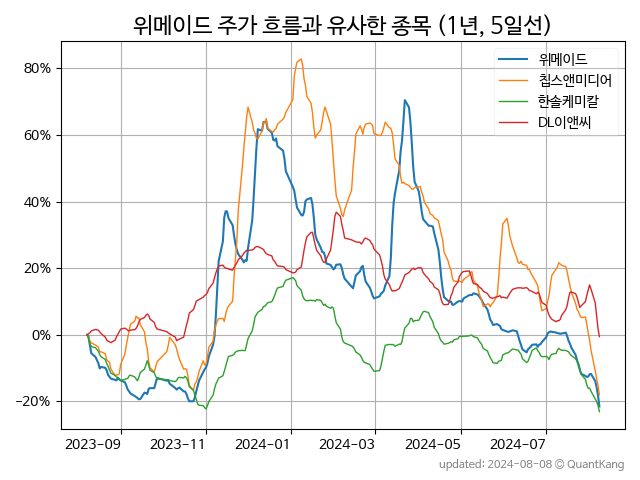 위메이드 주가 흐름과 유사한 종목 (1년, 5일선)
위메이드
칩스앤미디어
한솔케미칼
DL이앤씨
80%
60%
40%
20%
0%
−20%
2023-09
2023-11
2024-01
2024-03
2024-05
2024-07
updated: 2024-08-08 © QuantKang